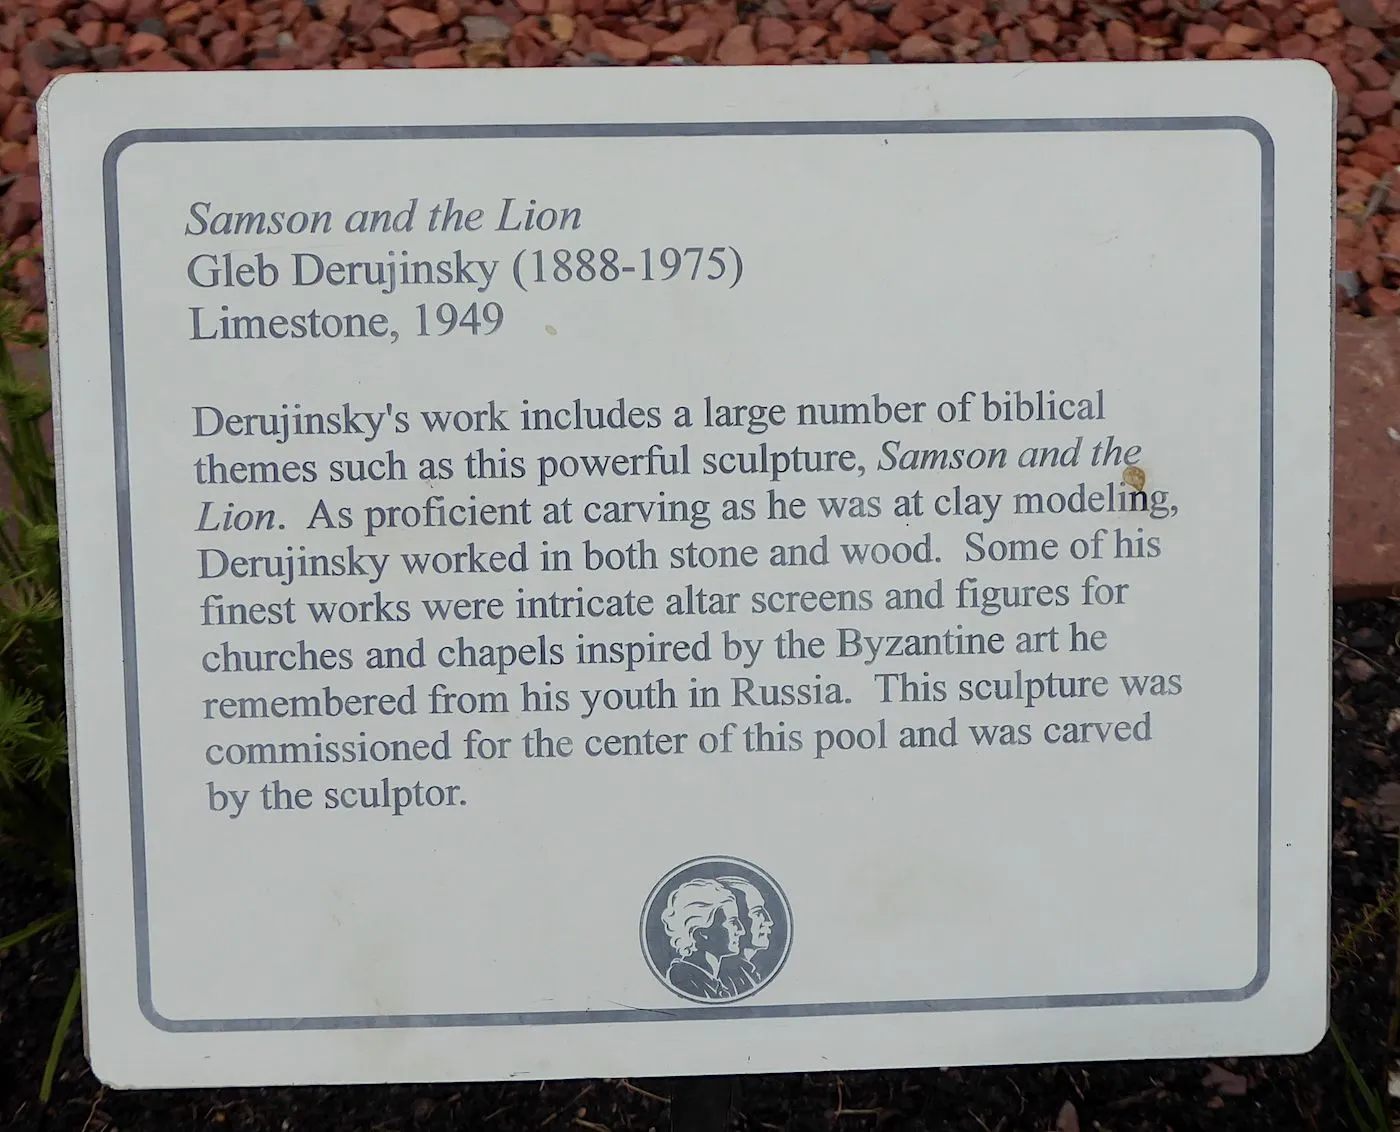 Samson and the Lion
Gleb Derujinsky (1888-1975)
Limestone, 1949
Derujinsky's work includes a large number of biblical
themes such as this powerful sculpture, Samson and the
Lion.  As proficient at carving as he was at clay modeling,
Derujinsky worked in both stone and wood.  Some of his
finest works were intricate altar screens and figures for
churches and chapels inspired by the Byzantine art he
remembered from his youth in Russia.  This sculpture was
commissioned for the center of this pool and was carved
by the sculptor.